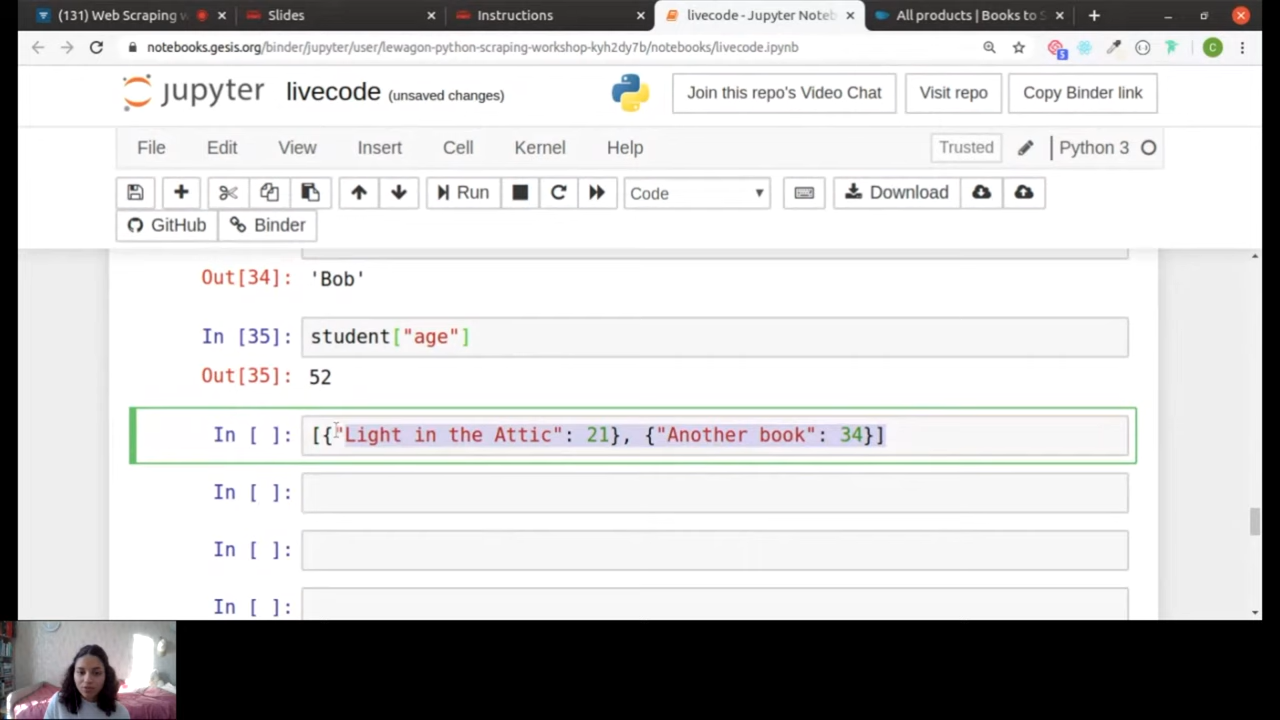 (131) Web Scraping w
Slides
Instructions
livecode - Jupyter Noteb
All products | Books to S
notebooks.gesis.org/binder/jupyter/user/lewagon-python-scraping-workshop-kyh2dy7b/notebooks/livecode.ipynb
5
C
jupyter livecode (unsaved changes)
Join this repo's Video Chat
Visit repo
Copy Binder link
File Edit View Insert Cell Kernel Help
Trusted
Python 3
Run
Code
Download
GitHub
Binder
Out[34]: 'Bob'
In [35]: student["age"]
Out[35]: 52
In [ ]: [{"Light in the Attic": 21}, {"Another book": 34}]
In [ ]:
In [ ]:
In [ ]: